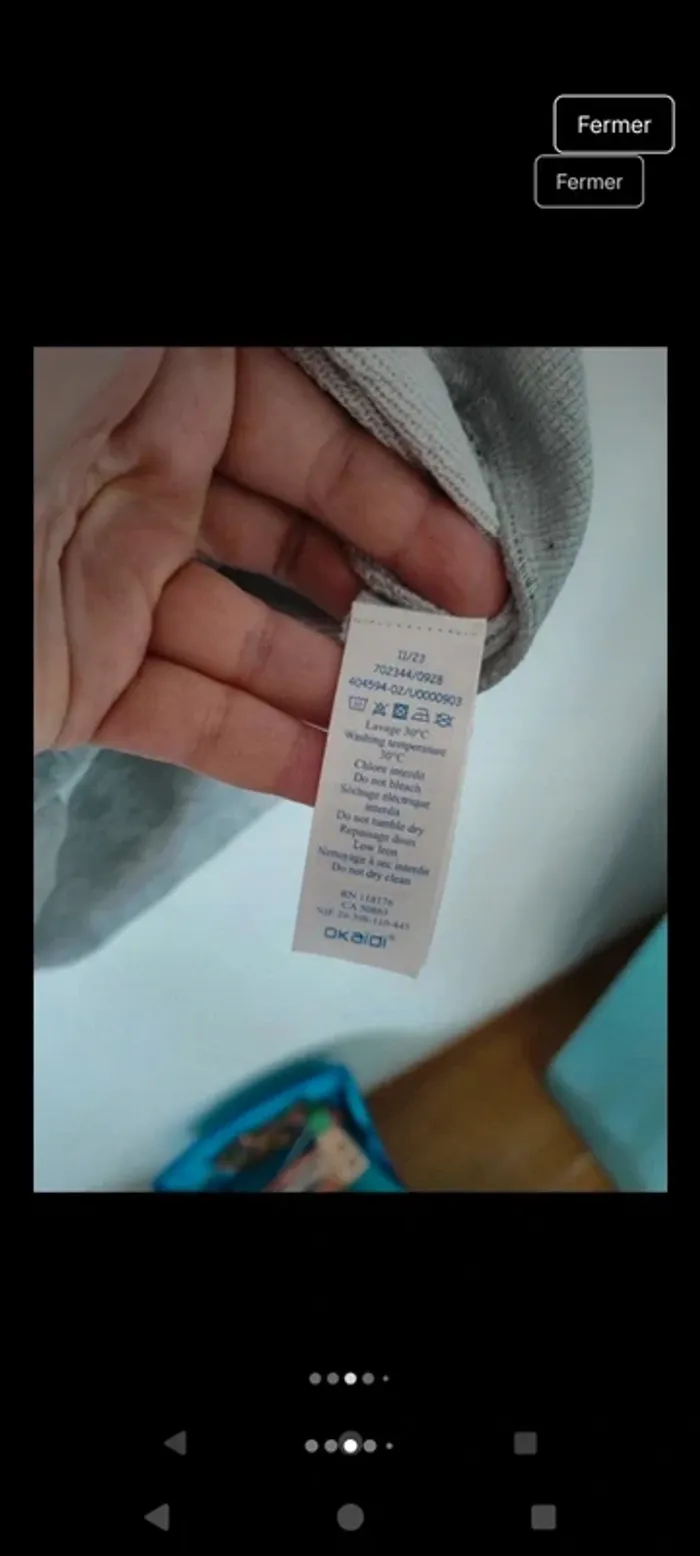 Fermer
Fermer
11/23
702344/0928
404594-02/U0000903
Lavage 30°C
Washing temperature
30°C
Chlore interdit
Do not bleach
Séchage électrique
interdit
Do not tumble dry
Repassage doux
Low Iron
Nettoyage à sec interdit
Do not dry clean
RN 118176
CA 50883
okaïdi